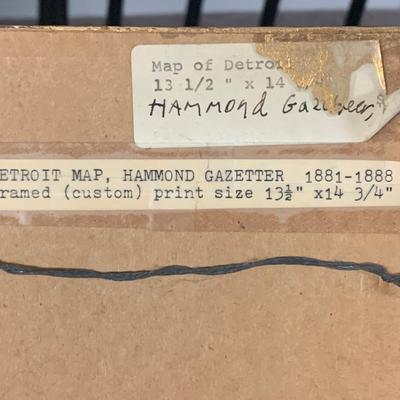 Map of Detroi
13 1/2 " x 14
HAMMOND Gazetteer,
ETROIT MAP, HAMMOND GAZETTER 1881-1888
ramed (custom) print size 13½" x14 3/4"